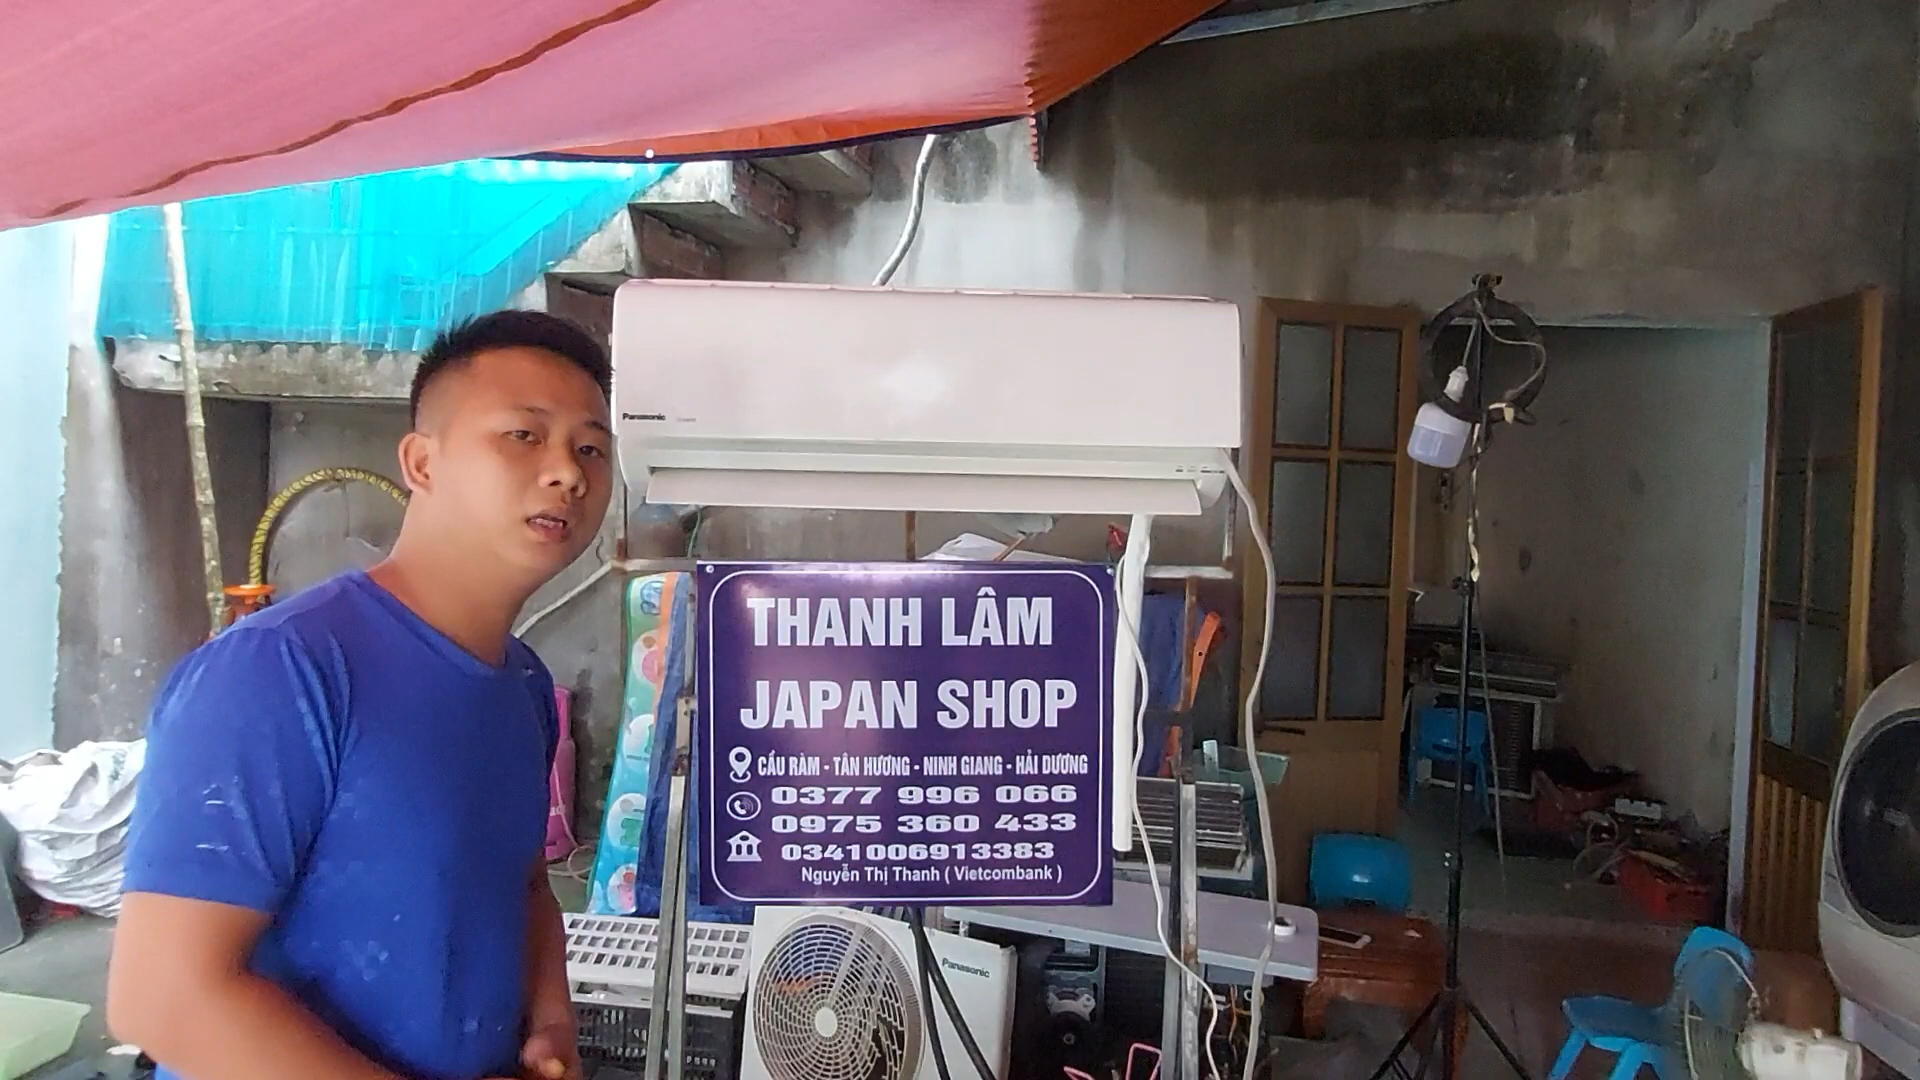 Panasonic
THANH LÂM
JAPAN SHOP
CẦU RÀM - TÂN HƯƠNG - NINH GIANG - HẢI DƯƠNG
0377 996 066
0975 360 433
0341006913383
Nguyễn Thị Thanh ( Vietcombank )
Panasonic